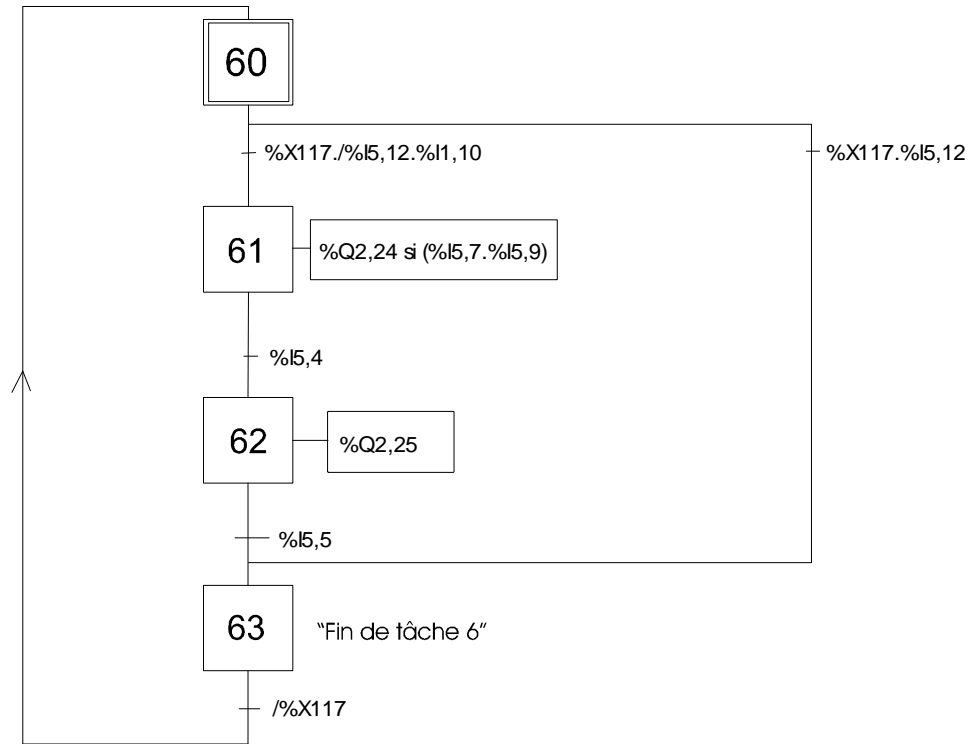 60
%X117./%I5,12.%I1,10
%X117.%I5,12
61
%Q2,24 si (%I5,7.%I5,9)
%I5,4
62
%Q2,25
%I5,5
63
"Fin de tâche 6"
/%X117